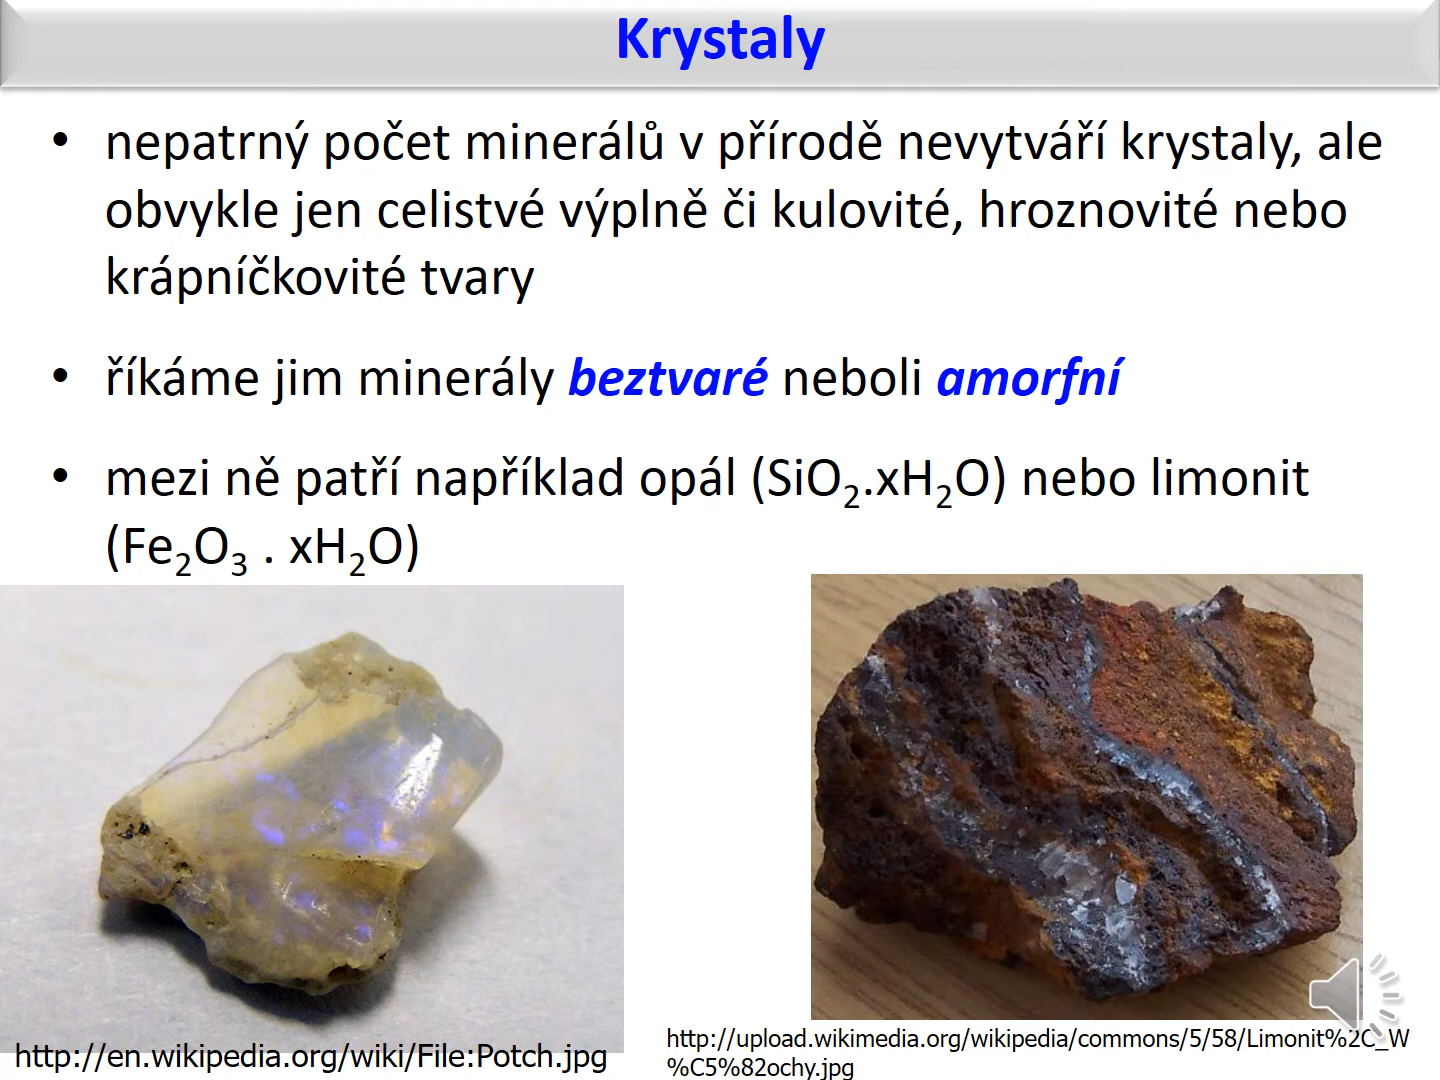 Krystaly
• nepatrný počet minerálů v přírodě nevytváří krystaly, ale
obvykle jen celistvé výplně či kulovité, hroznovité nebo
krápníčkovité tvary
• říkáme jim minerály beztvaré neboli amorfní
• mezi ně patří například opál (SiO₂.xH₂O) nebo limonit
(Fe₂O₃ . xH₂O)
http://en.wikipedia.org/wiki/File:Potch.jpg
http://upload.wikimedia.org/wikipedia/commons/5/58/Limonit%2C_W
%C5%82ochy.jpg